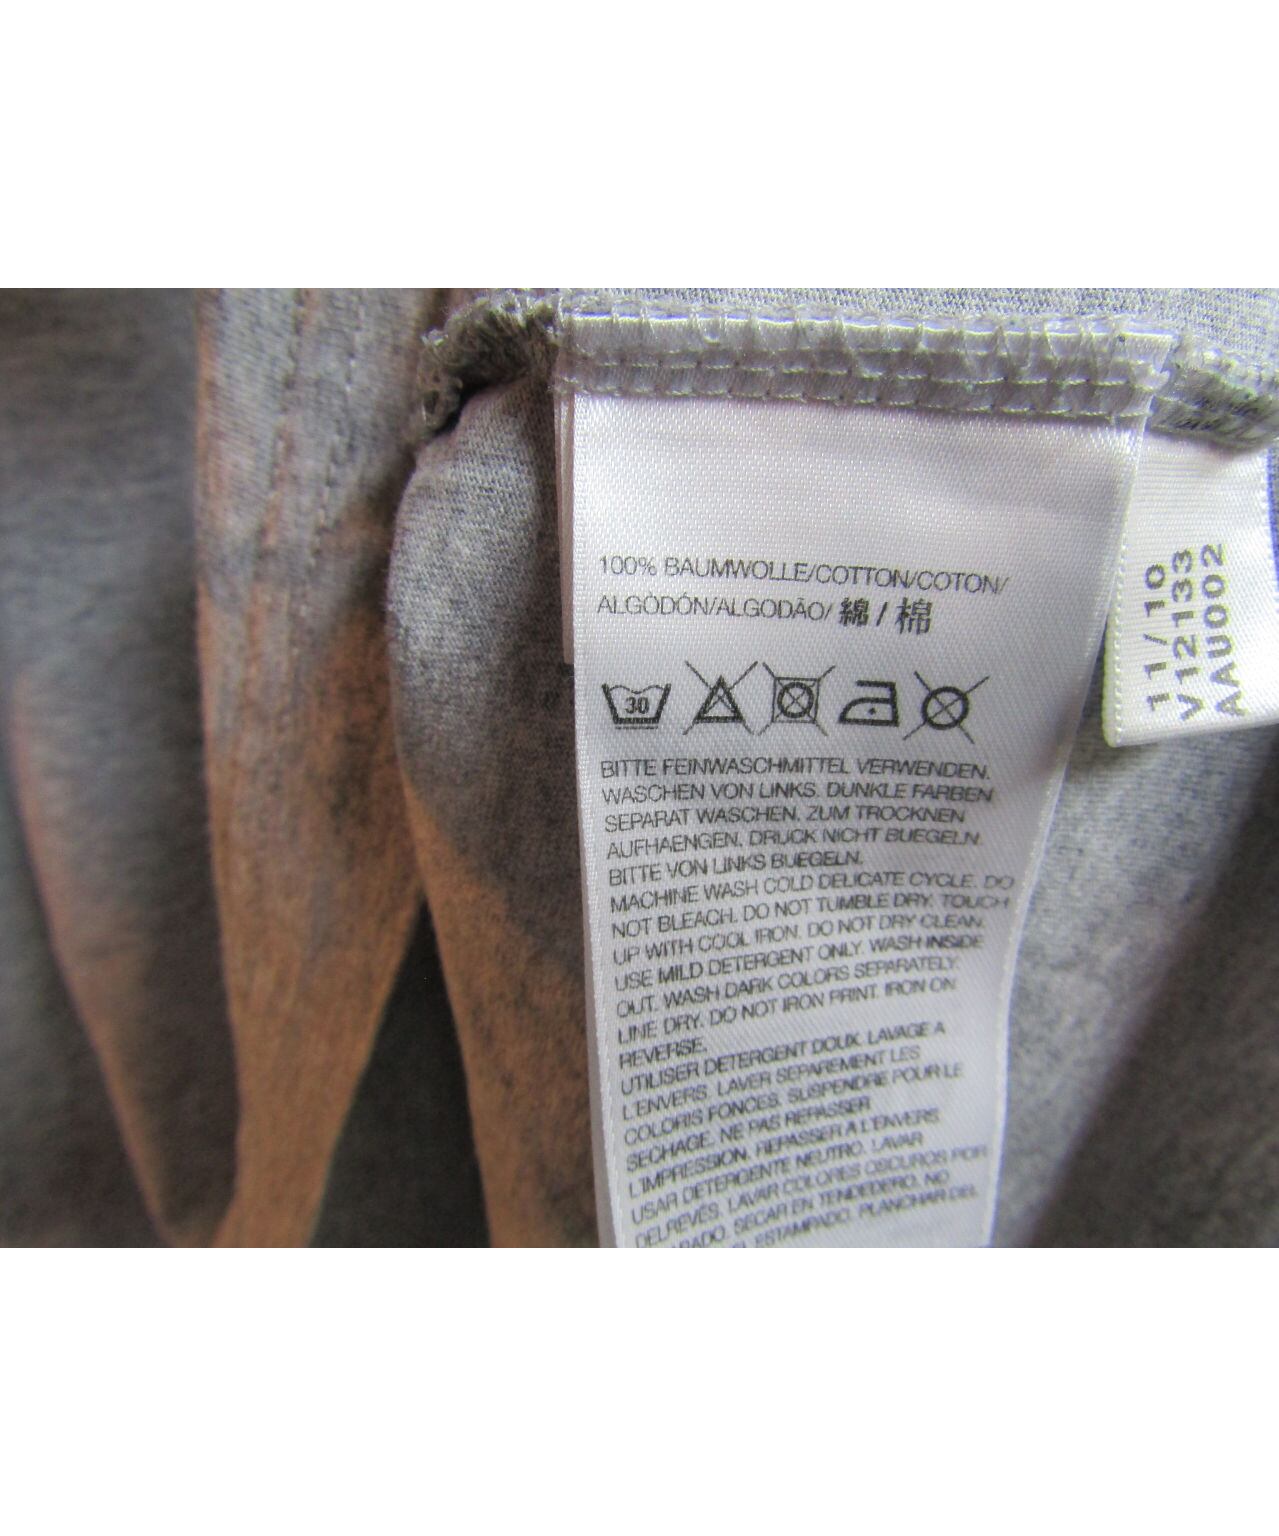 100% BAUMWOLLE/COTTON/COTON/
ALGODÓN/ALGODÃO/ 綿 / 棉
30
BITTE FEINWASCHMITTEL VERWENDEN.
WASCHEN VON LINKS. DUNKLE FARBEN
SEPARAT WASCHEN. ZUM TROCKNEN
AUFHAENGEN. DRUCK NICHT BUEGELN.
BITTE VON LINKS BUEGELN.
MACHINE WASH COLD DELICATE CYCLE. DO
NOT BLEACH. DO NOT TUMBLE DRY. TOUCH
UP WITH COOL IRON. DO NOT DRY CLEAN.
USE MILD DETERGENT ONLY. WASH INSIDE
OUT. WASH DARK COLORS SEPARATELY.
LINE DRY. DO NOT IRON PRINT. IRON ON
REVERSE.
UTILISER DETERGENT DOUX. LAVAGE A
L'ENVERS. LAVER SEPAREMENT LES
COLORIS FONCES. SUSPENDRE POUR LE
SECHAGE. NE PAS REPASSER
L'IMPRESSION. REPASSER A L'ENVERS.
USAR DETERGENTE NEUTRO. LAVAR
DEL REVÉS. LAVAR COLORES OSCUROS POR
SECAR EN TENDEDERO. NO
ESTAMPADO. PLANCHAR DEL
11/10
V12133
AAU002